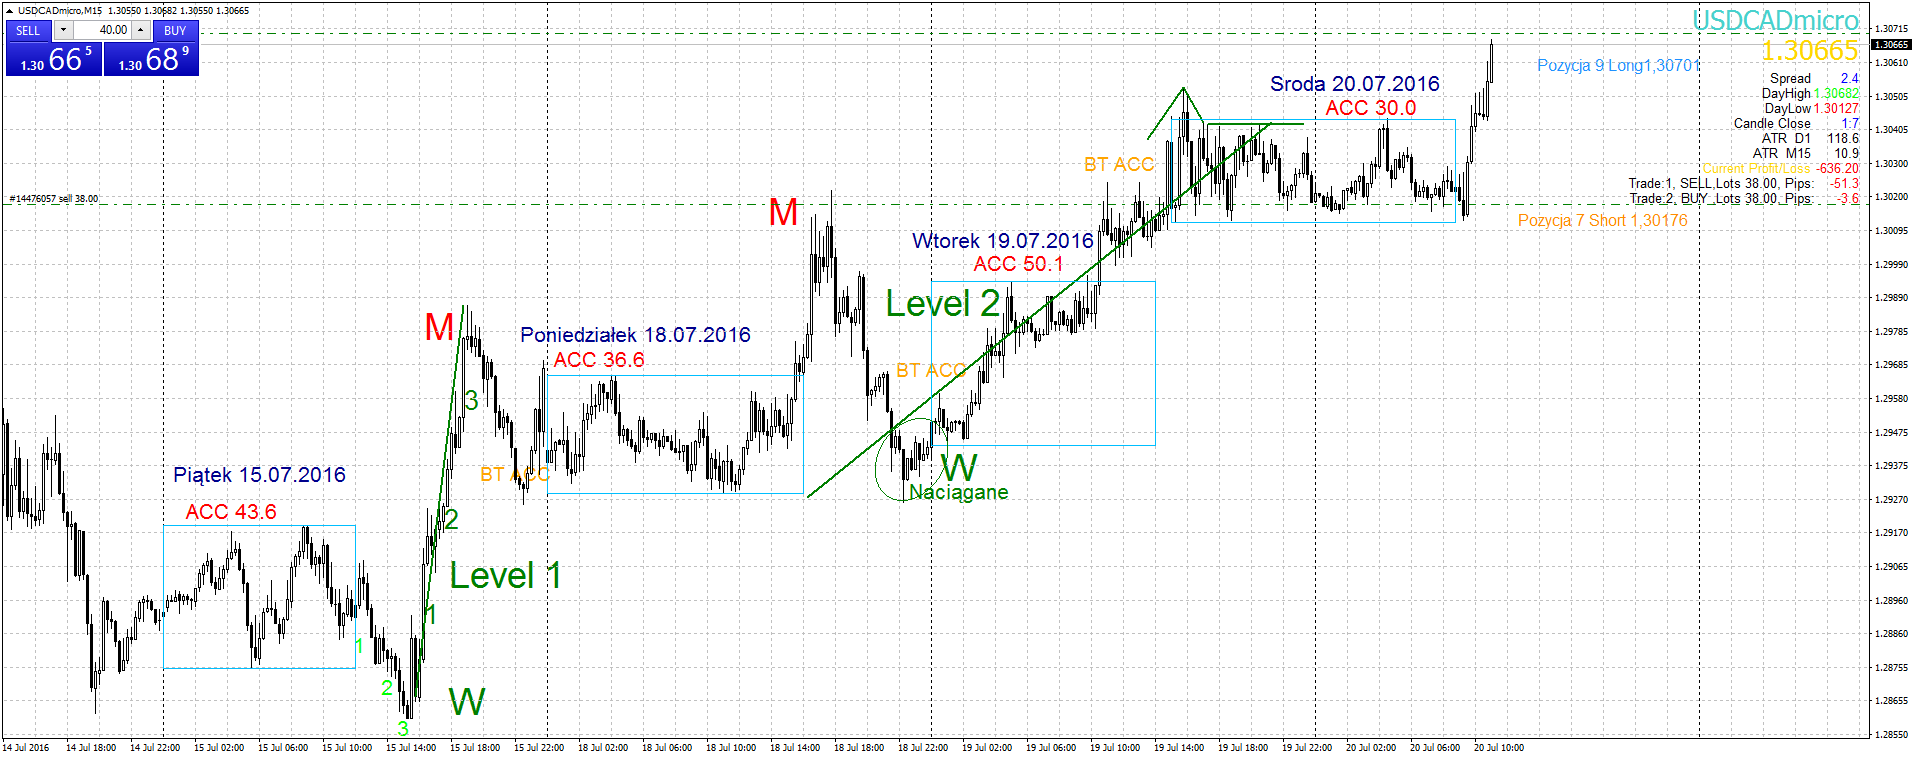 USDCADmicro,M15 1.30550 1.30682 1.30550 1.30665
SELL
40.00
BUY
1.30 66 5
1.30 68 9
USDCADmicro
1.30665
Pozycja 9 Long1,30701
Spread 2.4
DayHigh 1.30682
DayLow 1.30127
Candle Close 1:7
ATR D1 118.6
ATR M15 10.9
Current Profit/Loss -636.20
Trade:1, SELL,Lots 38.00, Pips: -51.3
Trade:2, BUY ,Lots 38.00, Pips: -3.6
Pozycja 7 Short 1,30176
#14476057 sell 38.00
Sroda 20.07.2016
ACC 30.0
BT ACC
M
Wtorek 19.07.2016
ACC 50.1
Level 2
M
Poniedziałek 18.07.2016
ACC 36.6
BT ACC
3
BT ACC
W
Naciągane
Piątek 15.07.2016
ACC 43.6
2
Level 1
1
1
2
W
3
1.30715
1.30665
1.30610
1.30505
1.30405
1.30300
1.30200
1.30095
1.29990
1.29890
1.29785
1.29685
1.29580
1.29475
1.29375
1.29270
1.29170
1.29065
1.28960
1.28860
1.28755
1.28655
1.28550
14 Jul 2016
14 Jul 18:00
14 Jul 22:00
15 Jul 02:00
15 Jul 06:00
15 Jul 10:00
15 Jul 14:00
15 Jul 18:00
15 Jul 22:00
18 Jul 02:00
18 Jul 06:00
18 Jul 10:00
18 Jul 14:00
18 Jul 18:00
18 Jul 22:00
19 Jul 02:00
19 Jul 06:00
19 Jul 10:00
19 Jul 14:00
19 Jul 18:00
19 Jul 22:00
20 Jul 02:00
20 Jul 06:00
20 Jul 10:00